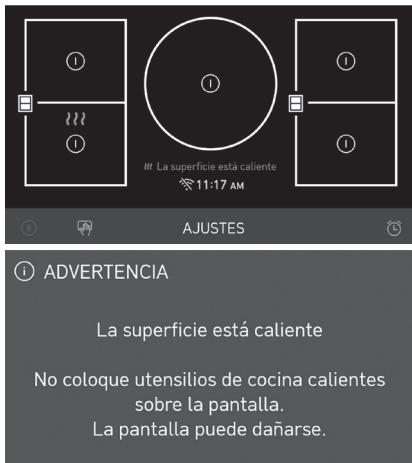 La superficie está caliente
11:17 AM
AJUSTES
ADVERTENCIA
La superficie está caliente
No coloque utensilios de cocina calientes
sobre la pantalla.
La pantalla puede dañarse.